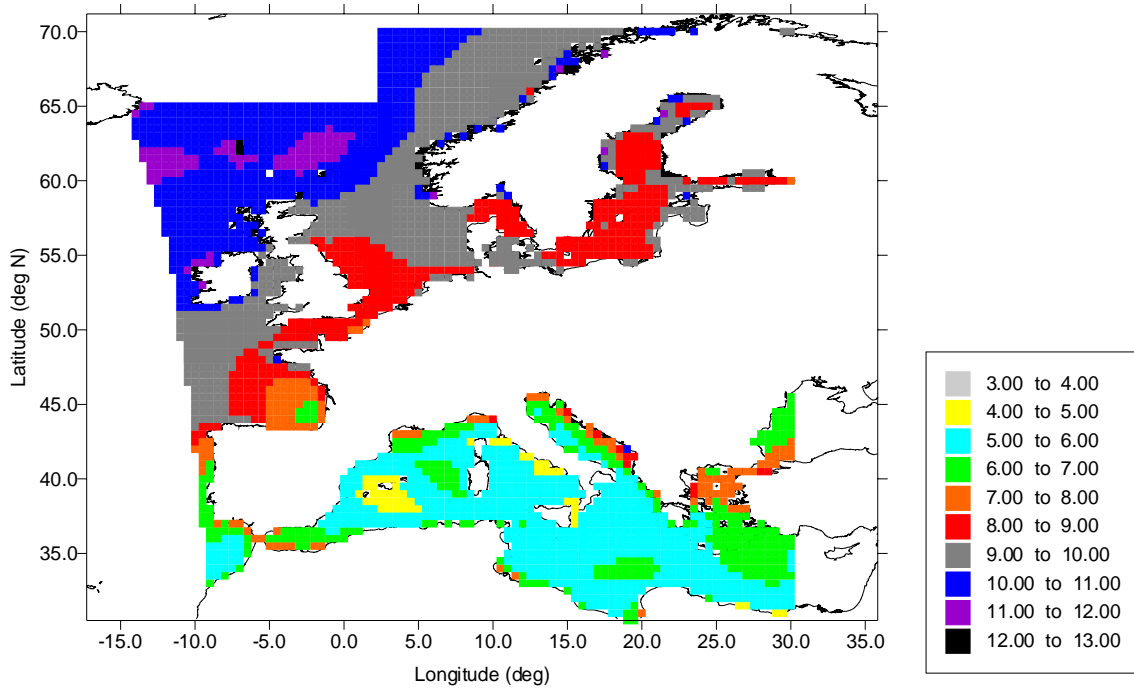 70.0
65.0
60.0
55.0
50.0
45.0
40.0
35.0
Latitude (deg N)
-15.0 -10.0 -5.0 0.0 5.0 10.0 15.0 20.0 25.0 30.0 35.0
Longitude (deg)
3.00 to 4.00
4.00 to 5.00
5.00 to 6.00
6.00 to 7.00
7.00 to 8.00
8.00 to 9.00
9.00 to 10.00
10.00 to 11.00
11.00 to 12.00
12.00 to 13.00